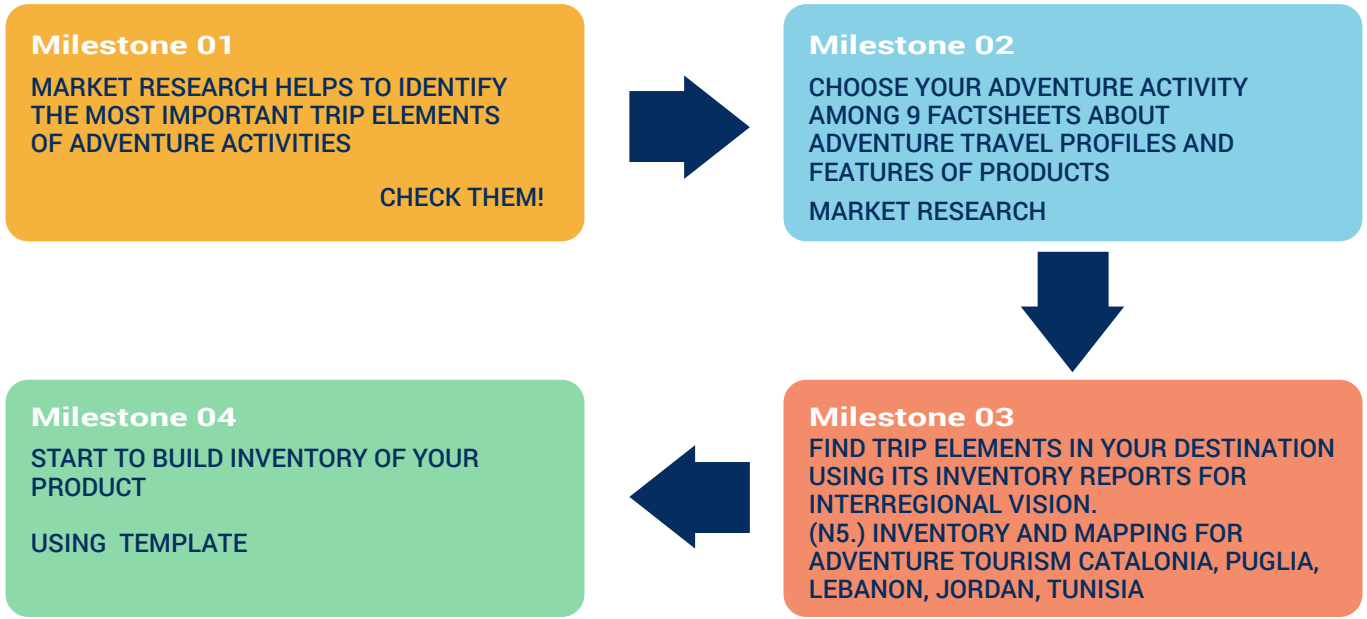 Milestone 01
MARKET RESEARCH HELPS TO IDENTIFY
THE MOST IMPORTANT TRIP ELEMENTS
OF ADVENTURE ACTIVITIES
CHECK THEM!
Milestone 02
CHOOSE YOUR ADVENTURE ACTIVITY
AMONG 9 FACTSHEETS ABOUT
ADVENTURE TRAVEL PROFILES AND
FEATURES OF PRODUCTS
MARKET RESEARCH
Milestone 03
FIND TRIP ELEMENTS IN YOUR DESTINATION
USING ITS INVENTORY REPORTS FOR
INTERREGIONAL VISION.
(N5.) INVENTORY AND MAPPING FOR
ADVENTURE TOURISM CATALONIA, PUGLIA,
LEBANON, JORDAN, TUNISIA
Milestone 04
START TO BUILD INVENTORY OF YOUR
PRODUCT
USING TEMPLATE